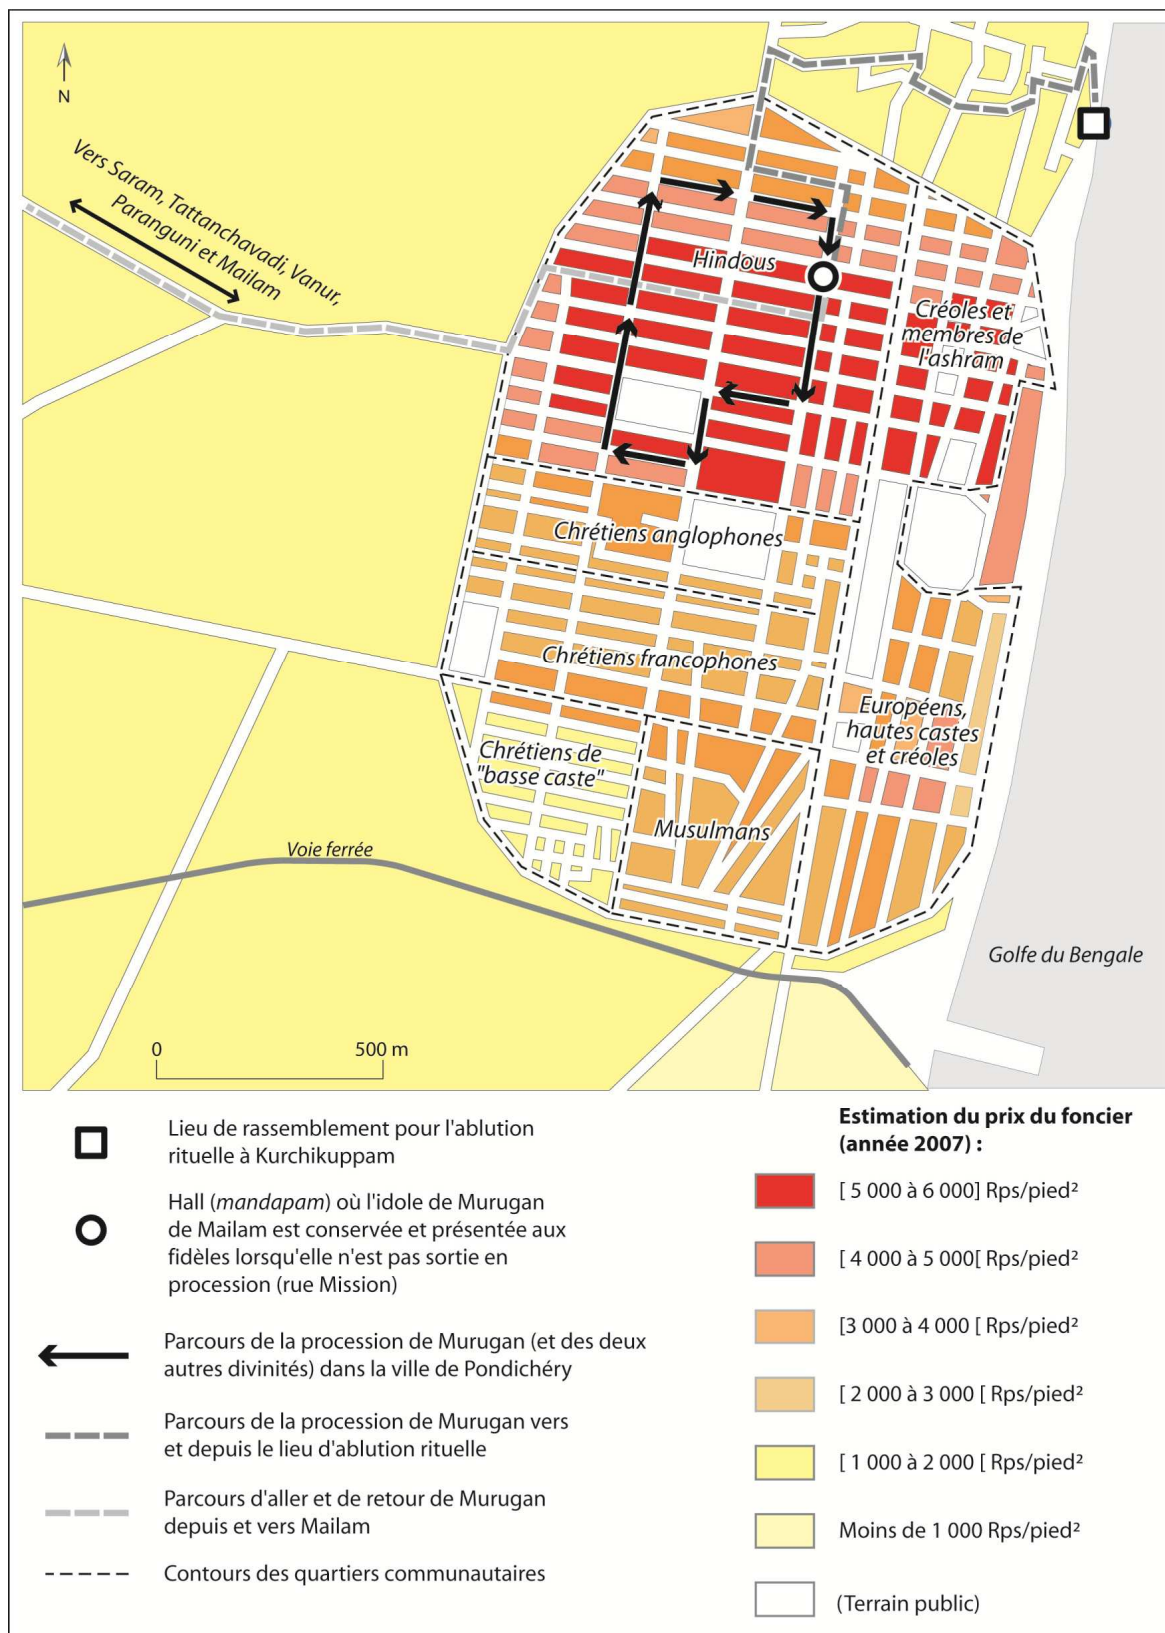 N
Vers Saram, Tattanchavadi, Vanur,
Paranguni et Mailam
Hindous
Créoles et
membres de
l'ashram
Chrétiens anglophones
Chrétiens francophones
Européens,
hautes castes
et créoles
Chrétiens de
"basse caste"
Musulmans
Voie ferrée
Golfe du Bengale
0 500 m
Lieu de rassemblement pour l'ablution
rituelle à Kurchikuppam
Hall (mandapam) où l'idole de Murugan
de Mailam est conservée et présentée aux
fidèles lorsqu'elle n'est pas sortie en
procession (rue Mission)
Parcours de la procession de Murugan (et des deux
autres divinités) dans la ville de Pondichéry
Parcours de la procession de Murugan vers
et depuis le lieu d'ablution rituelle
Parcours d'aller et de retour de Murugan
depuis et vers Mailam
Contours des quartiers communautaires
Estimation du prix du foncier
(année 2007) :
[ 5 000 à 6 000] Rps/pied²
[ 4 000 à 5 000[ Rps/pied²
[3 000 à 4 000 [ Rps/pied²
[ 2 000 à 3 000 [ Rps/pied²
[ 1 000 à 2 000 [ Rps/pied²
Moins de 1 000 Rps/pied²
(Terrain public)